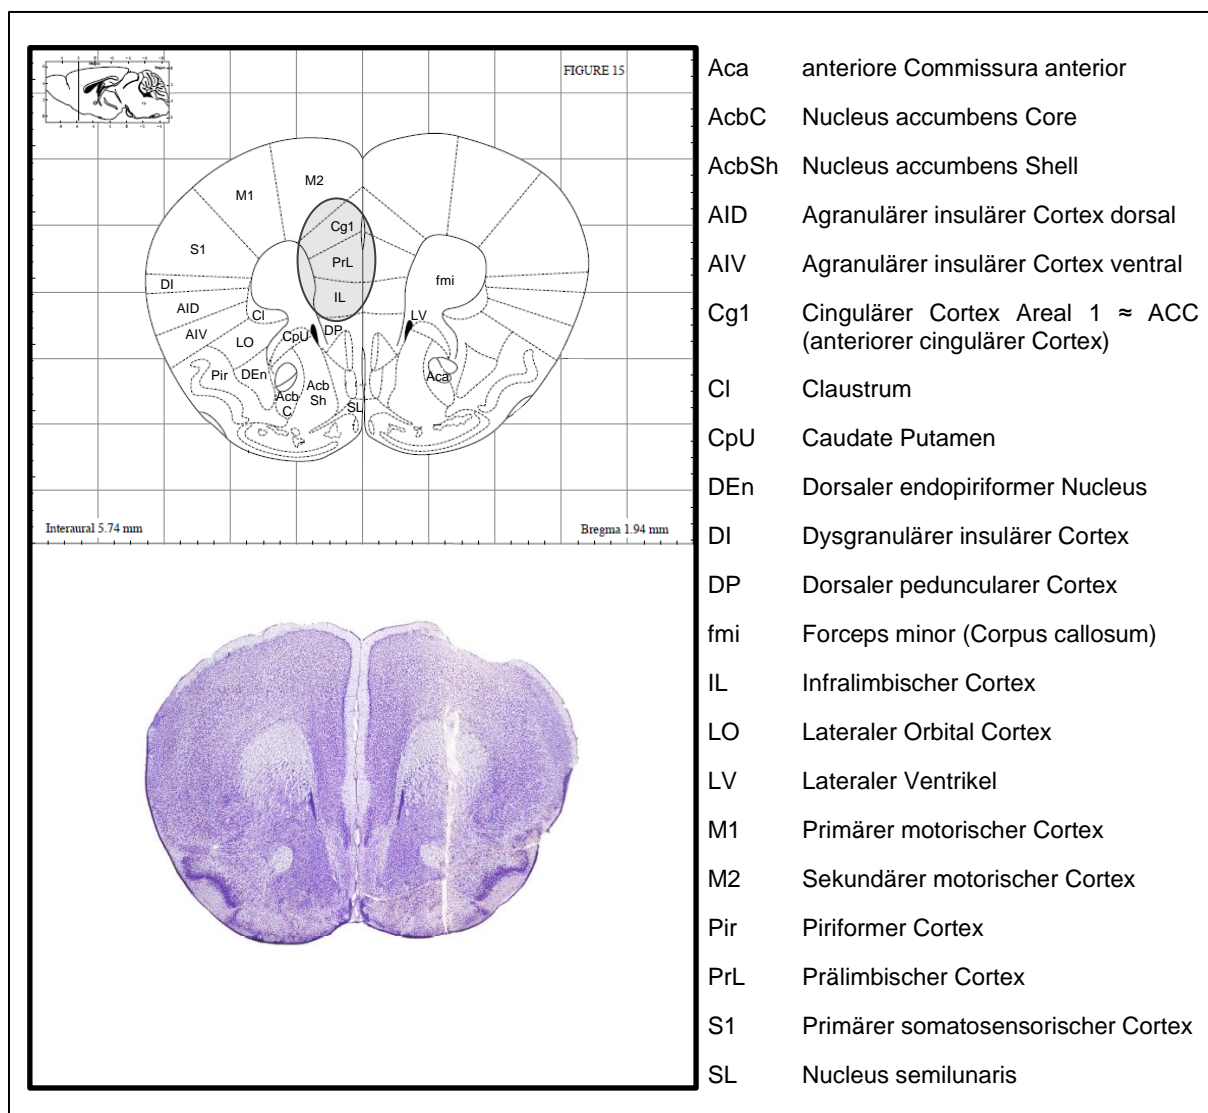 FIGURE 15
M2
M1
Cg1
S1
PrL
DI
fmi
IL
AID
Cl
LV
AIV
DP
LO
CpU
Pir
DEn
Aca
Acb
Sh
Acb
C
SL
Interaural 5.74 mm
Bregma 1.94 mm
Aca anteriore Commissura anterior
AcbC Nucleus accumbens Core
AcbSh Nucleus accumbens Shell
AID Agranulärer insulärer Cortex dorsal
AIV Agranulärer insulärer Cortex ventral
Cg1 Cingulärer Cortex Areal 1 ≈ ACC
(anteriorer cingulärer Cortex)
Cl Claustrum
CpU Caudate Putamen
DEn Dorsaler endopiriformer Nucleus
DI Dysgranulärer insulärer Cortex
DP Dorsaler peduncularer Cortex
fmi Forceps minor (Corpus callosum)
IL Infralimbischer Cortex
LO Lateraler Orbital Cortex
LV Lateraler Ventrikel
M1 Primärer motorischer Cortex
M2 Sekundärer motorischer Cortex
Pir Piriformer Cortex
PrL Prälimbischer Cortex
S1 Primärer somatosensorischer Cortex
SL Nucleus semilunaris